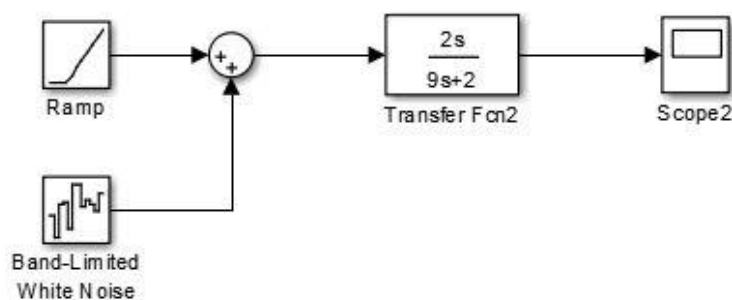 +
+
2s
9s+2
Ramp
Transfer Fcn2
Scope2
Band-Limited
White Noise